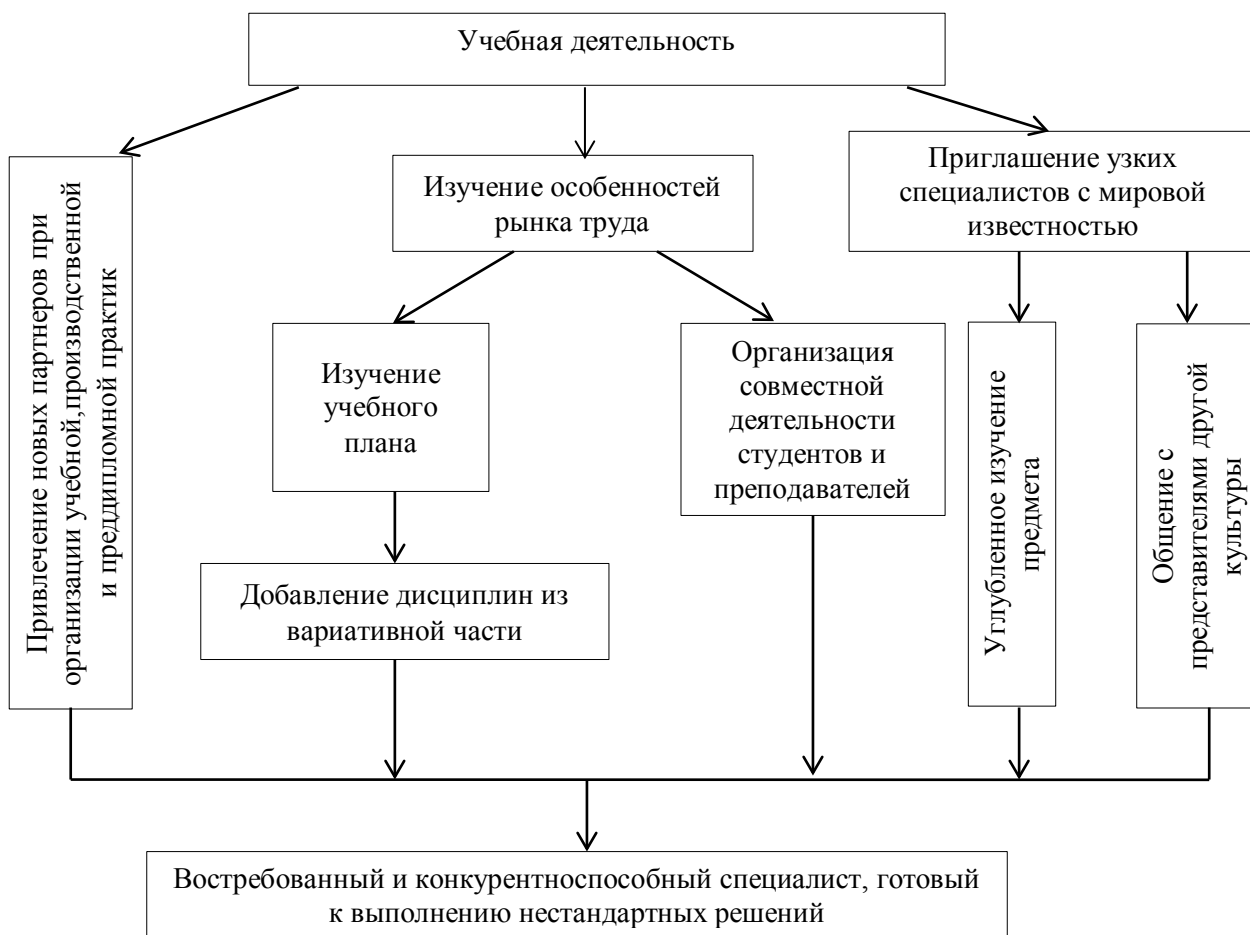 Учебная деятельность
Привлечение новых партнеров при
организации учебной,производственной
и преддипломной практик
Изучение особенностей
рынка труда
Приглашение узких
специалистов с мировой
известностью
Изучение
учебного
плана
Организация
совместной
деятельности
студентов и
преподавателей
Углубленное изучение
предмета
Общение с
представителями другой
культуры
Добавление дисциплин из
вариативной части
Востребованный и конкурентноспособный специалист, готовый
к выполнению нестандартных решений